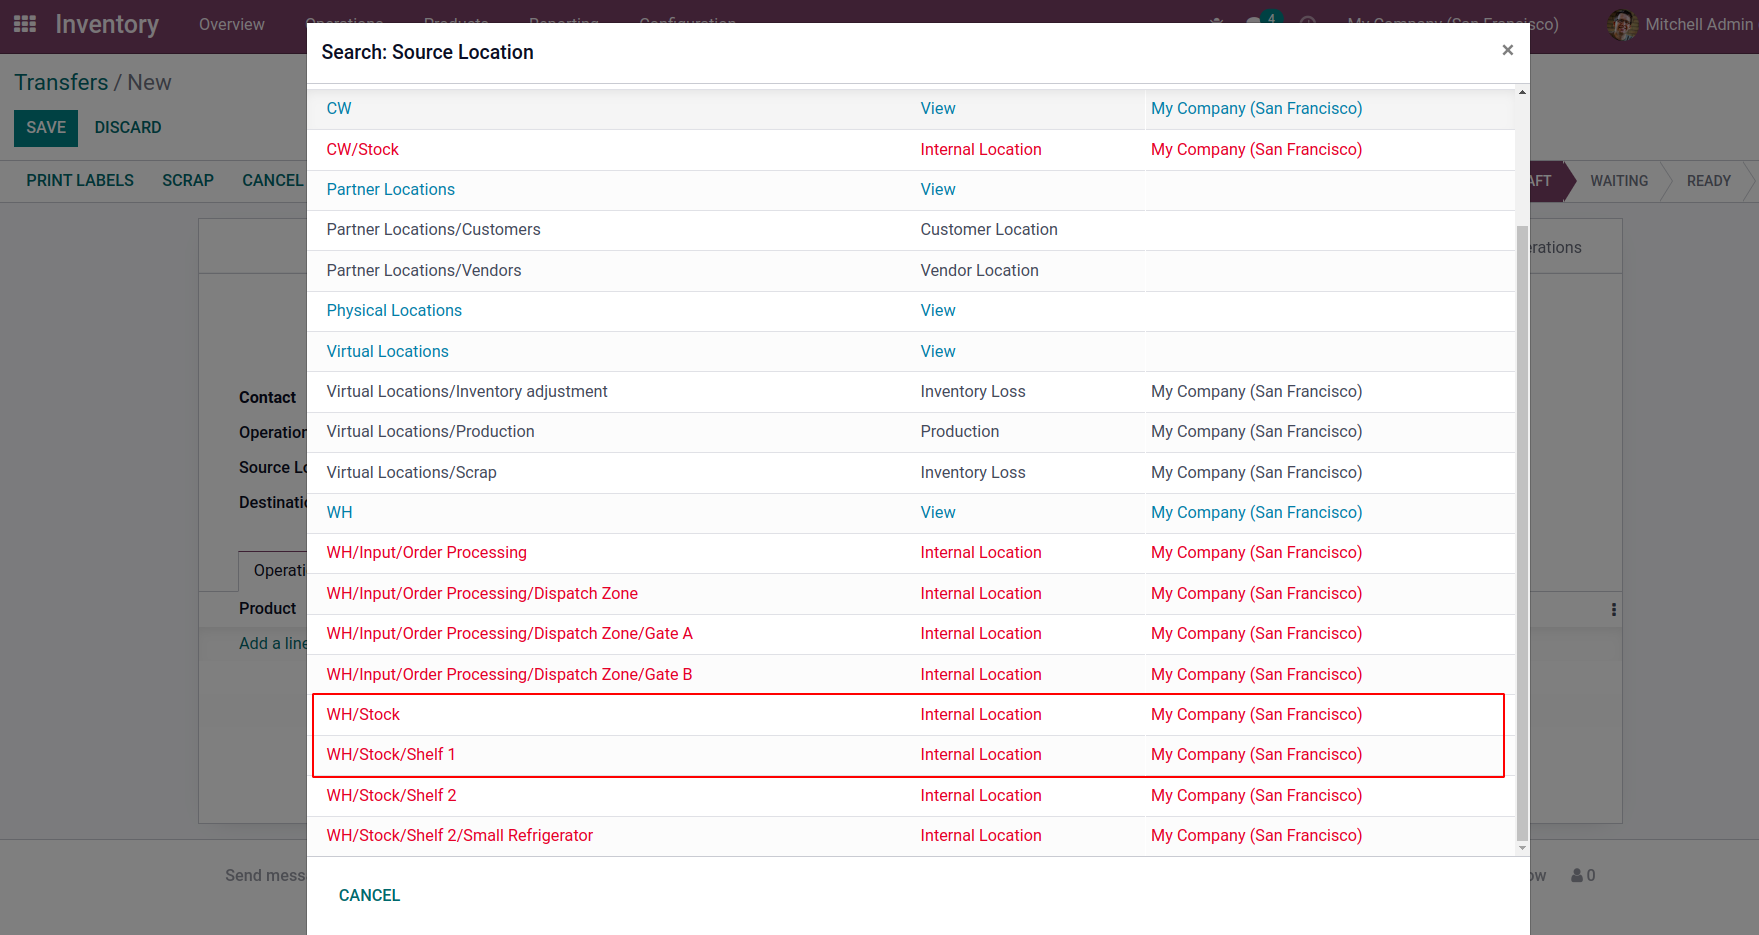 Inventory Overview Operations Products Reporting Configuration 4 My Company (San Francisco) Mitchell Admin
Search: Source Location ×
Transfers / New
SAVE DISCARD
PRINT LABELS SCRAP CANCEL
AFT WAITING READY
CW View My Company (San Francisco)
CW/Stock Internal Location My Company (San Francisco)
Partner Locations View
Partner Locations/Customers Customer Location
Partner Locations/Vendors Vendor Location
Physical Locations View
Virtual Locations View
Virtual Locations/Inventory adjustment Inventory Loss My Company (San Francisco)
Virtual Locations/Production Production My Company (San Francisco)
Virtual Locations/Scrap Inventory Loss My Company (San Francisco)
WH View My Company (San Francisco)
WH/Input/Order Processing Internal Location My Company (San Francisco)
WH/Input/Order Processing/Dispatch Zone Internal Location My Company (San Francisco)
WH/Input/Order Processing/Dispatch Zone/Gate A Internal Location My Company (San Francisco)
WH/Input/Order Processing/Dispatch Zone/Gate B Internal Location My Company (San Francisco)
WH/Stock Internal Location My Company (San Francisco)
WH/Stock/Shelf 1 Internal Location My Company (San Francisco)
WH/Stock/Shelf 2 Internal Location My Company (San Francisco)
WH/Stock/Shelf 2/Small Refrigerator Internal Location My Company (San Francisco)
CANCEL
erations
Contact
Operation
Source Lo
Destinatio
Operati
Product
Add a line
Send mess
ow 0